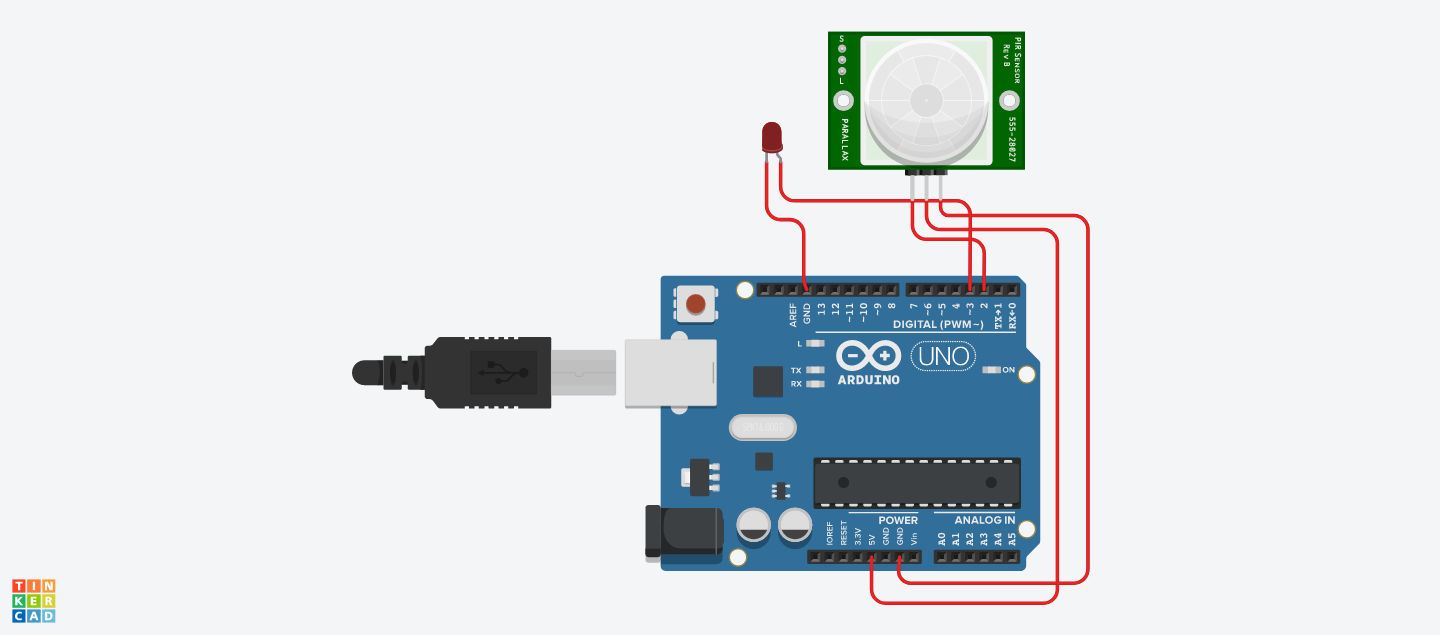 S
L
PIR SENSOR
REV B
PARALLAX
555-28027
AREF
GND
13
12
~11
~10
~9
8
7
~6
~5
4
~3
2
TX→1
RX←0
DIGITAL (PWM~)
L
TX
RX
ARDUINO
UNO
ON
POWER
ANALOG IN
IOREF
RESET
3.3V
5V
GND
GND
Vin
A0
A1
A2
A3
A4
A5
TIN
KER
CAD